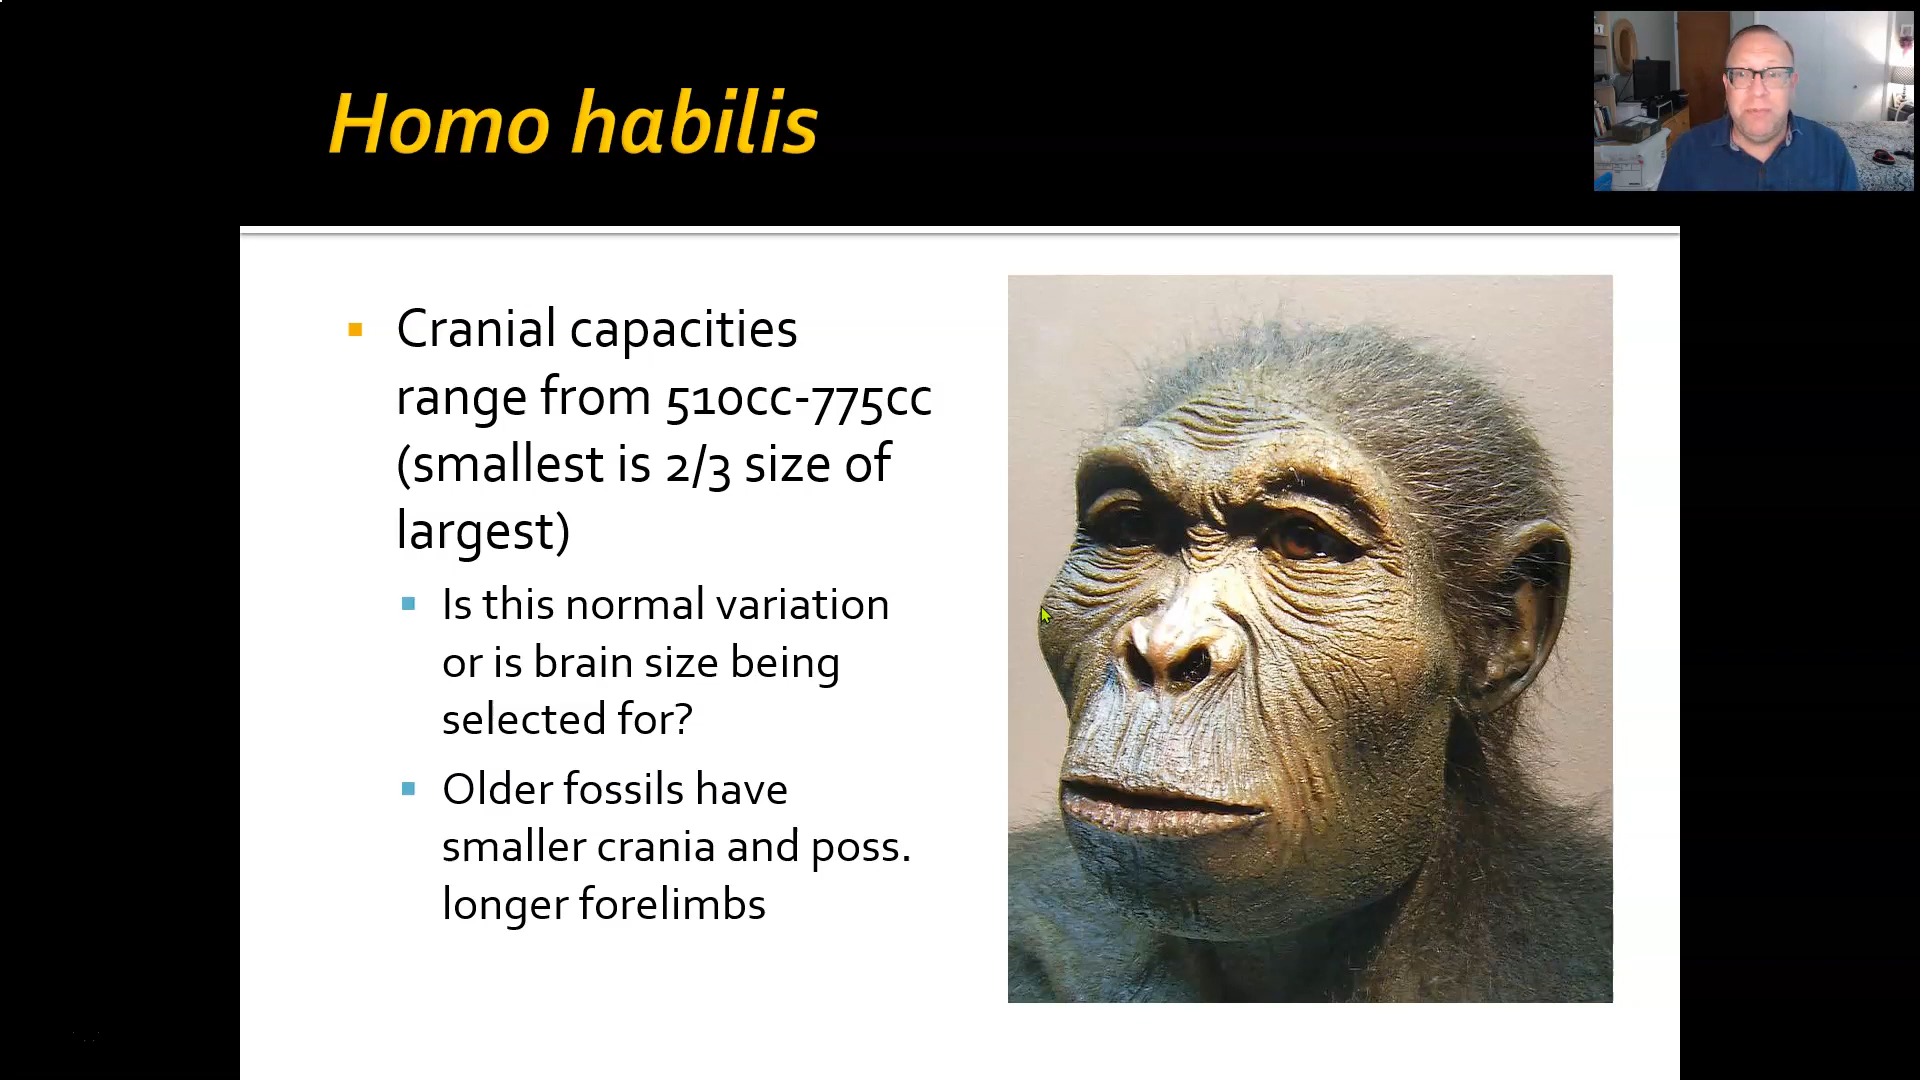 Homo habilis
Cranial capacities
range from 510cc-775cc
(smallest is 2/3 size of
largest)
Is this normal variation
or is brain size being
selected for?
Older fossils have
smaller crania and poss.
longer forelimbs